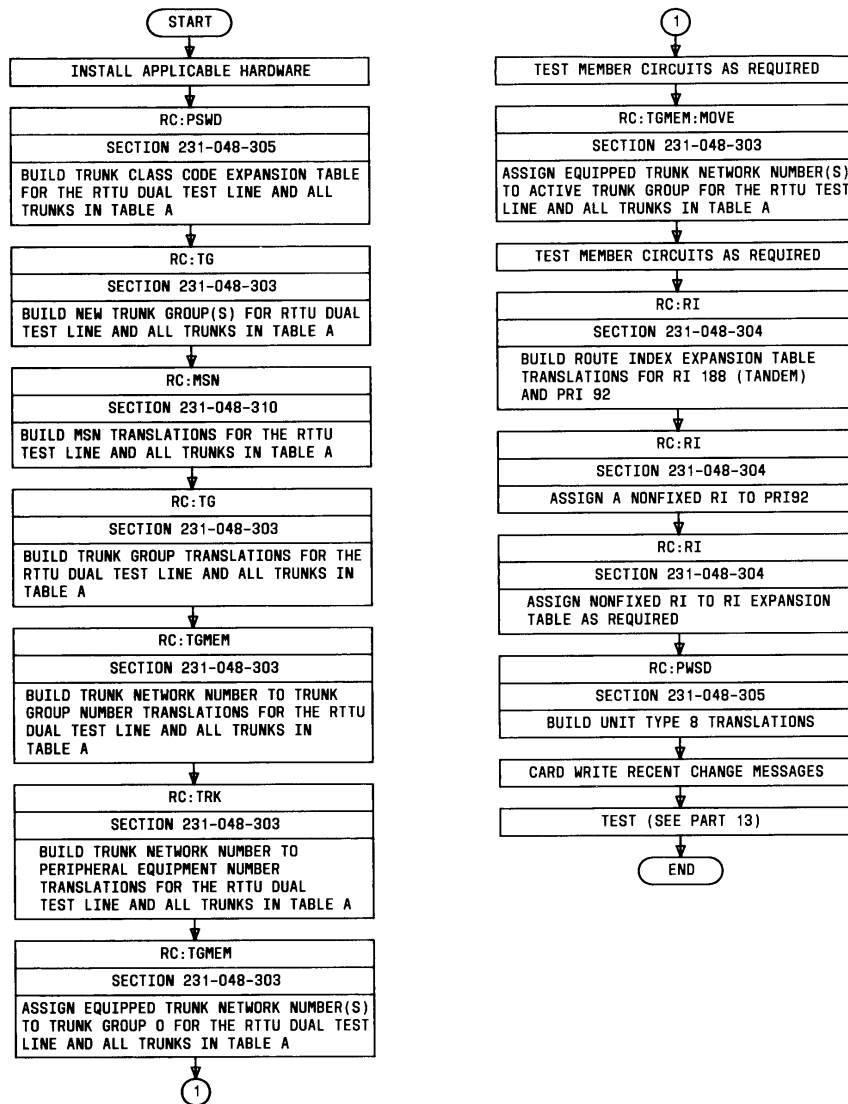 START
INSTALL APPLICABLE HARDWARE
RC:PSWD
SECTION 231-048-305
BUILD TRUNK CLASS CODE EXPANSION TABLE
FOR THE RTTU DUAL TEST LINE AND ALL
TRUNKS IN TABLE A
RC:TG
SECTION 231-048-303
BUILD NEW TRUNK GROUP(S) FOR RTTU DUAL
TEST LINE AND ALL TRUNKS IN TABLE A
RC:MSN
SECTION 231-048-310
BUILD MSN TRANSLATIONS FOR THE RTTU
TEST LINE AND ALL TRUNKS IN TABLE A
RC:TG
SECTION 231-048-303
BUILD TRUNK GROUP TRANSLATIONS FOR THE
RTTU DUAL TEST LINE AND ALL TRUNKS IN
TABLE A
RC:TGMEM
SECTION 231-048-303
BUILD TRUNK NETWORK NUMBER TO TRUNK
GROUP NUMBER TRANSLATIONS FOR THE RTTU
DUAL TEST LINE AND ALL TRUNKS IN
TABLE A
RC:TRK
SECTION 231-048-303
BUILD TRUNK NETWORK NUMBER TO
PERIPHERAL EQUIPMENT NUMBER
TRANSLATIONS FOR THE RTTU DUAL
TEST LINE AND ALL TRUNKS IN TABLE A
RC:TGMEM
SECTION 231-048-303
ASSIGN EQUIPPED TRUNK NETWORK NUMBER(S)
TO TRUNK GROUP 0 FOR THE RTTU DUAL TEST
LINE AND ALL TRUNKS IN TABLE A
1
1
TEST MEMBER CIRCUITS AS REQUIRED
RC:TGMEM:MOVE
SECTION 231-048-303
ASSIGN EQUIPPED TRUNK NETWORK NUMBER(S)
TO ACTIVE TRUNK GROUP FOR THE RTTU TEST
LINE AND ALL TRUNKS IN TABLE A
TEST MEMBER CIRCUITS AS REQUIRED
RC:RI
SECTION 231-048-304
BUILD ROUTE INDEX EXPANSION TABLE
TRANSLATIONS FOR RI 188 (TANDEM)
AND PRI 92
RC:RI
SECTION 231-048-304
ASSIGN A NONFIXED RI TO PRI92
RC:RI
SECTION 231-048-304
ASSIGN NONFIXED RI TO RI EXPANSION
TABLE AS REQUIRED
RC:PWSD
SECTION 231-048-305
BUILD UNIT TYPE 8 TRANSLATIONS
CARD WRITE RECENT CHANGE MESSAGES
TEST (SEE PART 13)
END